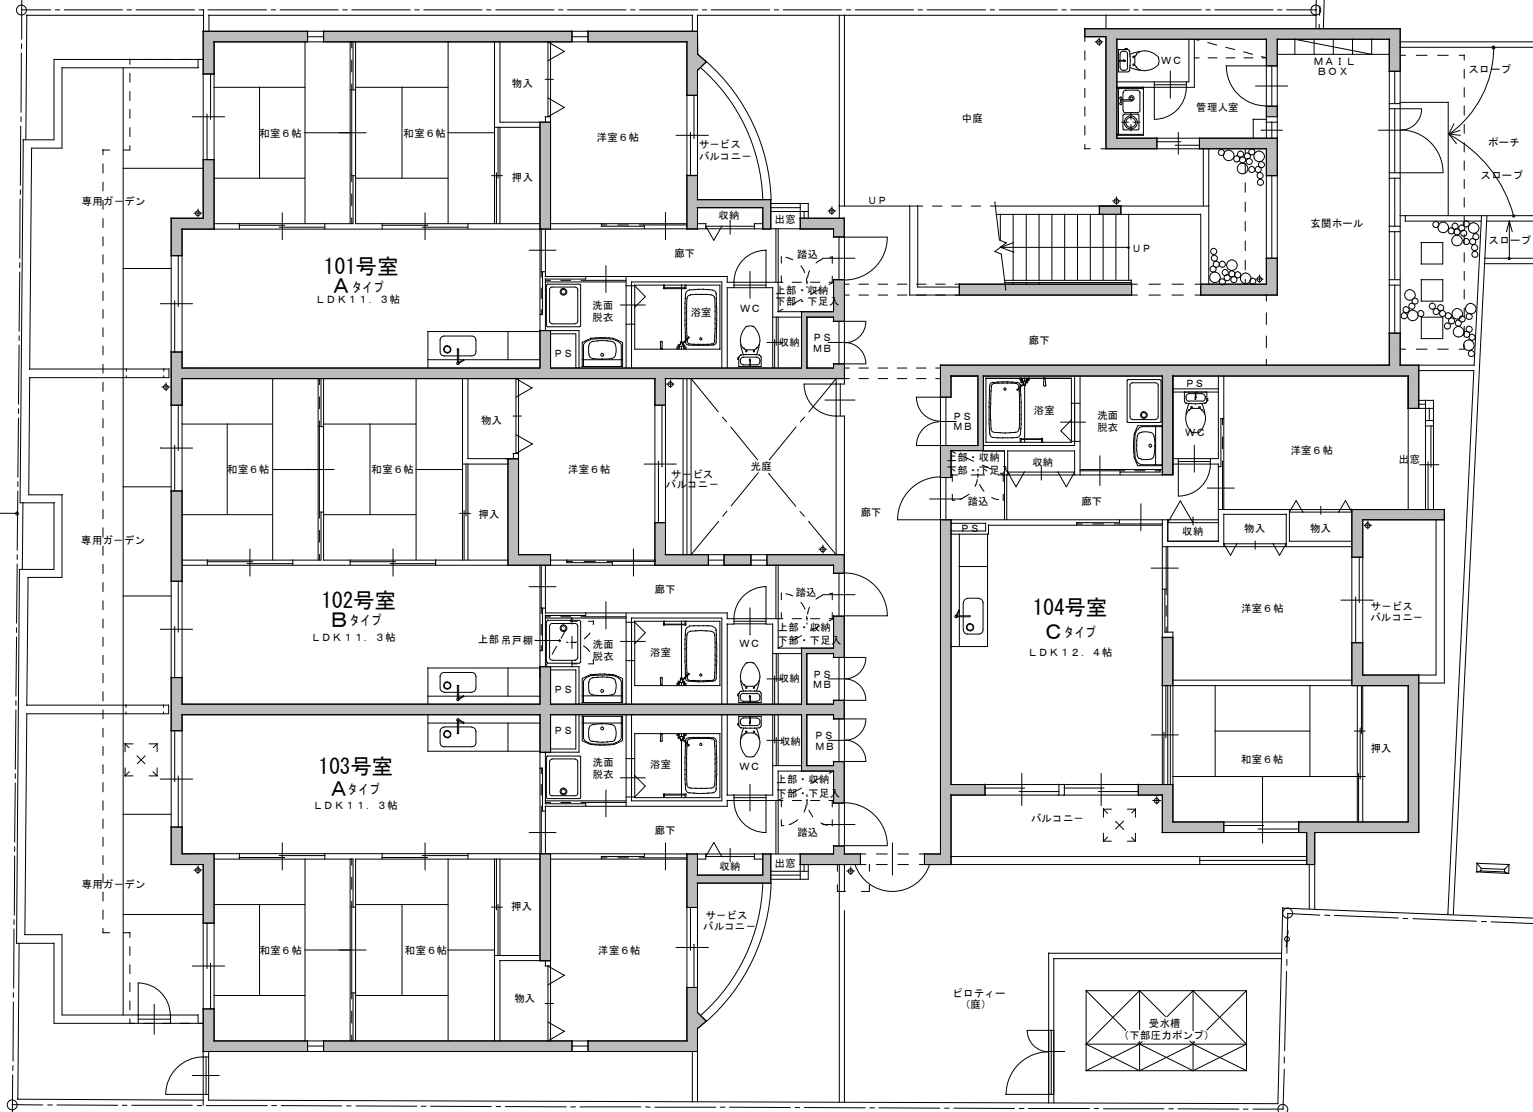 WC
管理人室
MAIL
BOX
スロープ
ポーチ
スロープ
スロープ
玄関ホール
中庭
UP
UP
廊下
和室6帖
和室6帖
物入
押入
洋室6帖
サービス
バルコニー
収納
出窓
専用ガーデン
101号室
Aタイプ
LDK11.3帖
廊下
踏込
上部・収納
下部・下足入
洗面
脱衣
浴室
WC
収納
PS
PS
MB
和室6帖
和室6帖
物入
押入
洋室6帖
サービス
バルコニー
光庭
廊下
専用ガーデン
102号室
Bタイプ
LDK11.3帖
上部吊戸棚
廊下
踏込
上部・収納
下部・下足入
洗面
脱衣
浴室
WC
収納
PS
PS
MB
103号室
Aタイプ
LDK11.3帖
PS
洗面
脱衣
浴室
WC
収納
PS
MB
上部・収納
下部・下足入
踏込
廊下
収納
出窓
専用ガーデン
和室6帖
和室6帖
押入
物入
洋室6帖
サービス
バルコニー
PS
MB
浴室
洗面
脱衣
PS
WC
洋室6帖
出窓
上部・収納
下部・下足入
踏込
収納
廊下
収納
物入
物入
PS
104号室
Cタイプ
LDK12.4帖
洋室6帖
サービス
バルコニー
和室6帖
押入
バルコニー
ピロティー
(庭)
受水槽
(下部圧力ポンプ)